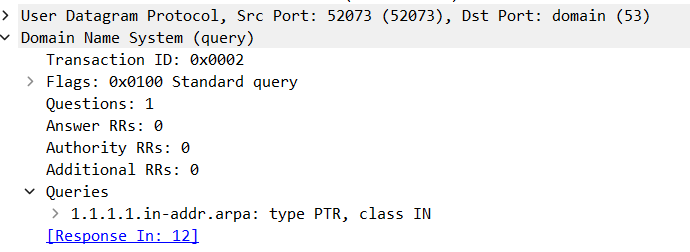 User Datagram Protocol, Src Port: 52073 (52073), Dst Port: domain (53)
Domain Name System (query)
Transaction ID: 0x0002
Flags: 0x0100 Standard query
Questions: 1
Answer RRs: 0
Authority RRs: 0
Additional RRs: 0
Queries
1.1.1.1.in-addr.arpa: type PTR, class IN
[Response In: 12]